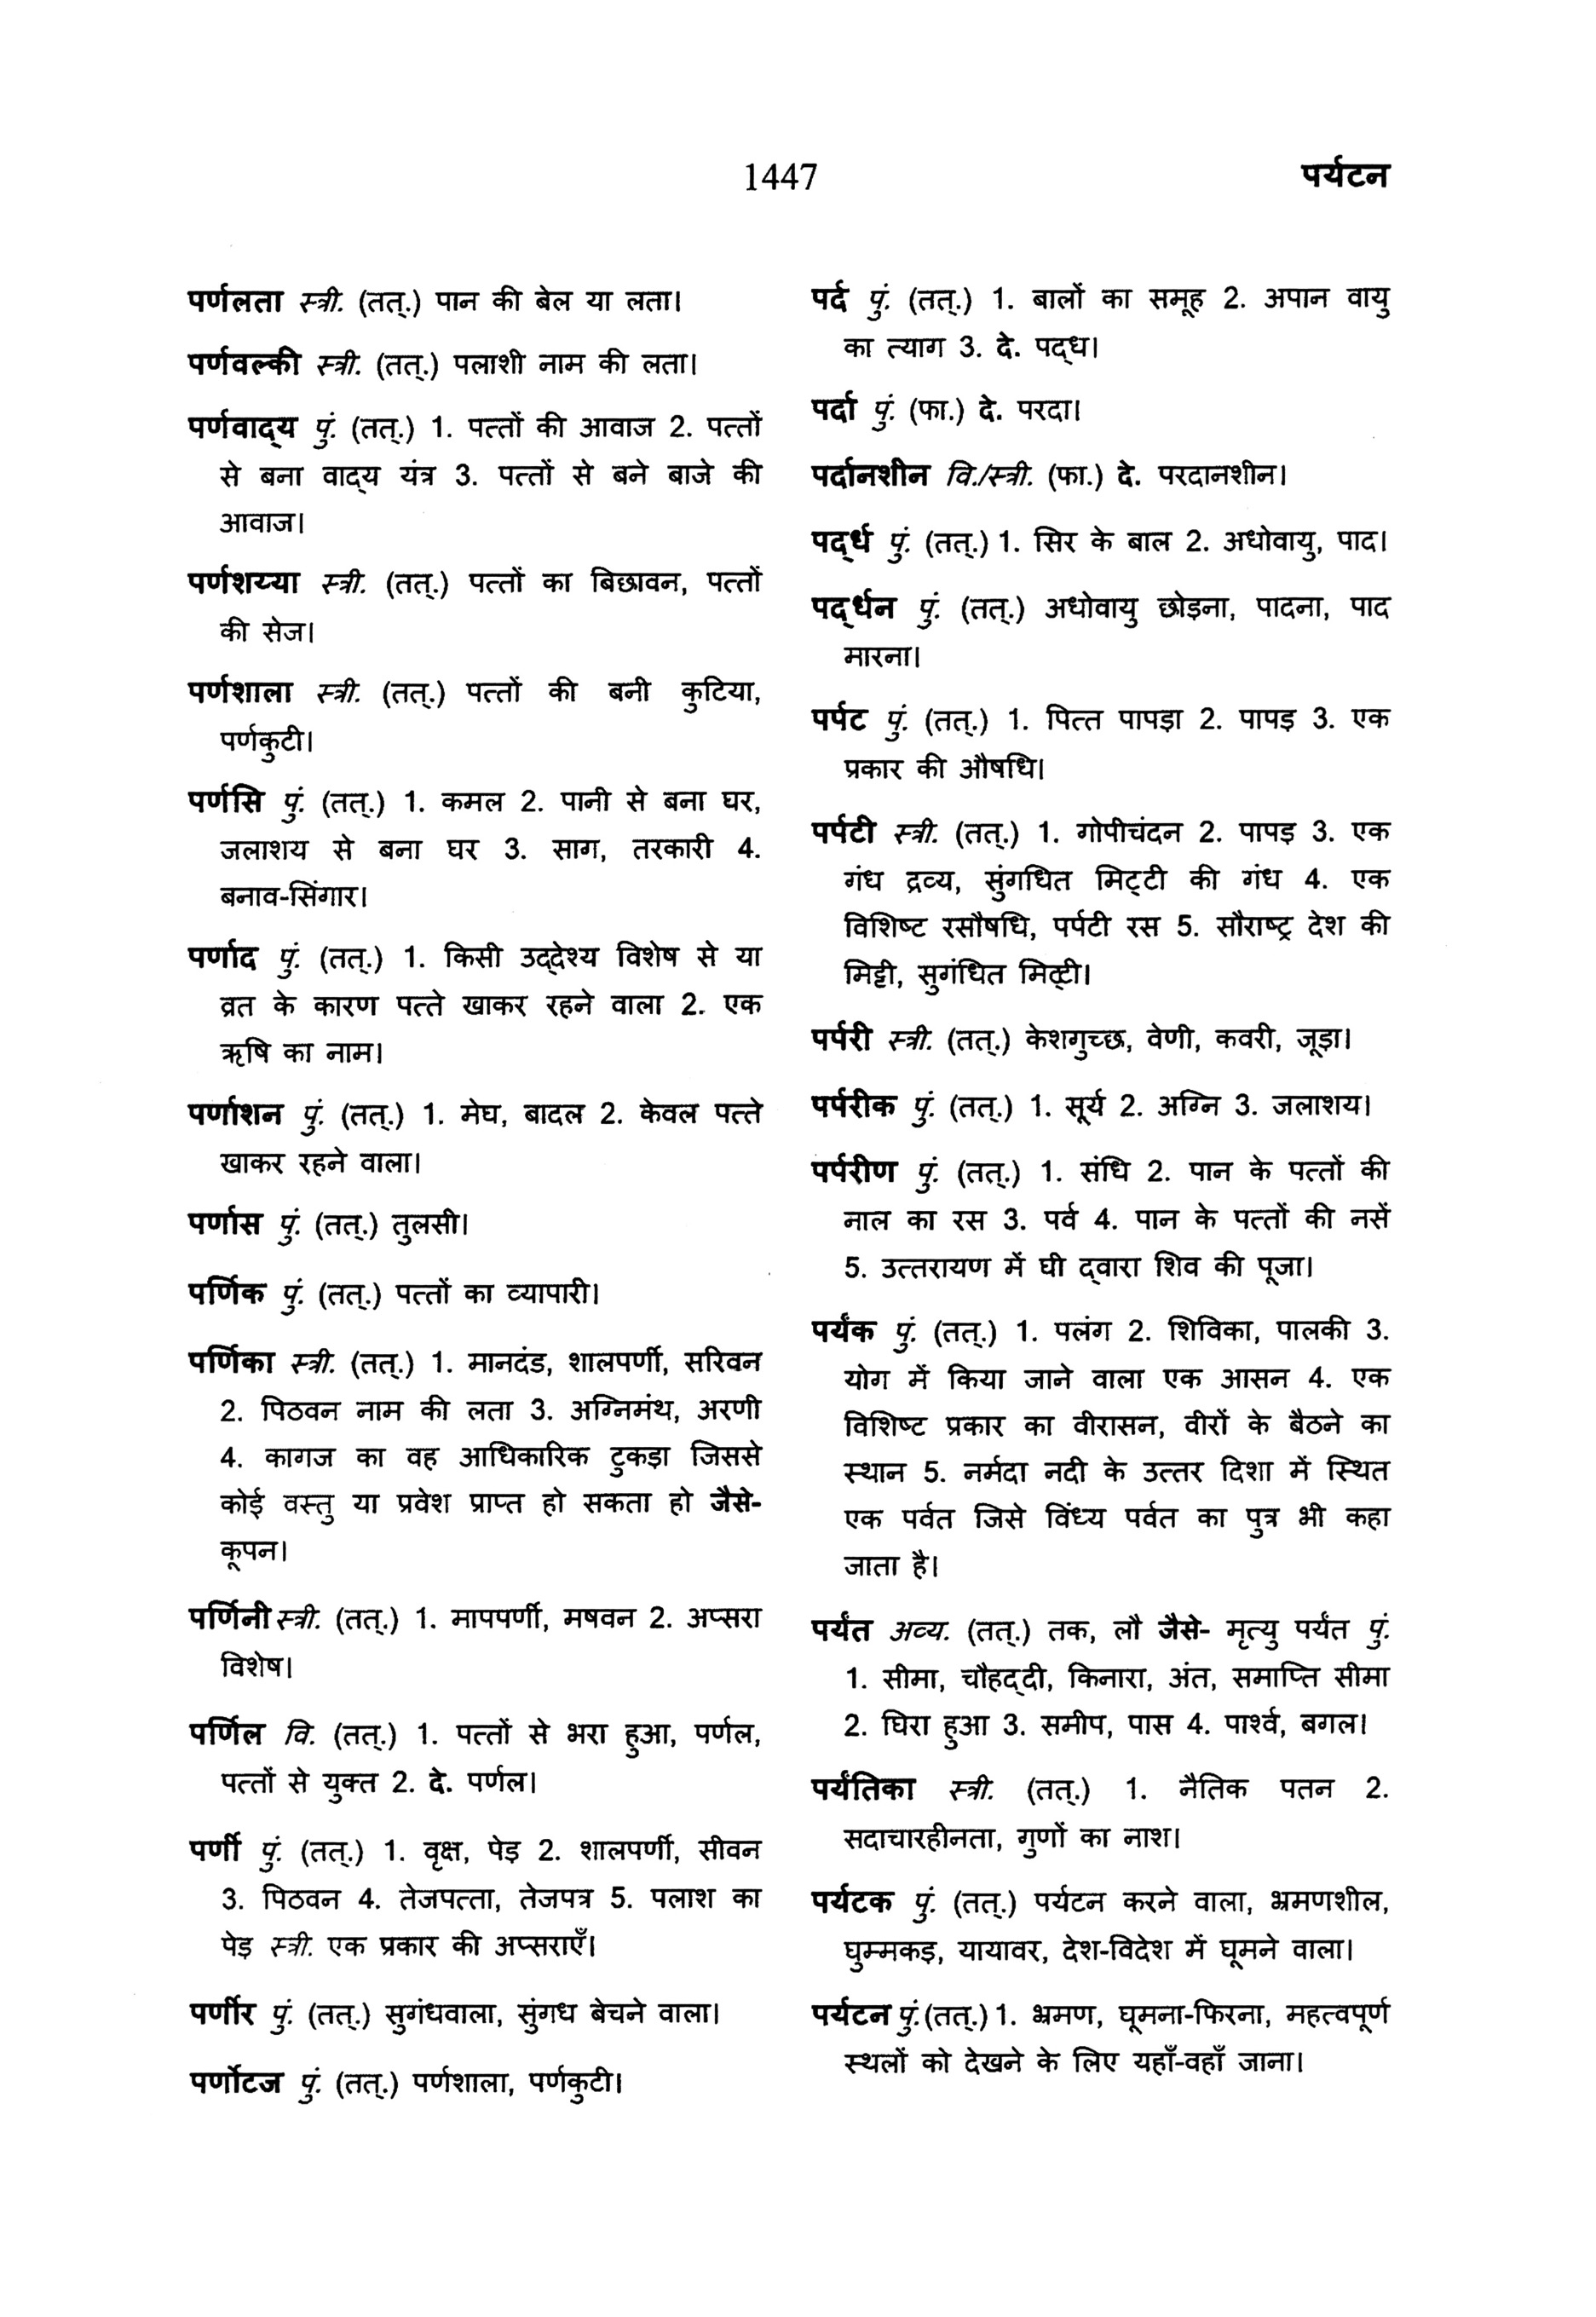 1447
पर्यटन
पर्णलता स्त्री. (तत्.) पान की बेल या लता।
पर्णवल्की स्त्री. (तत्.) पलाशी नाम की लता।
पर्णवाद्य पुं. (तत्.) 1. पत्तों की आवाज 2. पत्तों
से बना वाद्य यंत्र 3. पत्तों से बने बाजे की
आवाज।
पर्णशय्या स्त्री. (तत्.) पत्तों का बिछावन, पत्तों
की सेज।
पर्णशाला स्त्री. (तत्.) पत्तों की बनी कुटिया,
पर्णकुटी।
पर्णसि पुं. (तत्.) 1. कमल 2. पानी से बना घर,
जलाशय से बना घर 3. साग, तरकारी 4.
बनाव-सिंगार।
पर्णाद पुं. (तत्.) 1. किसी उद्देश्य विशेष से या
व्रत के कारण पत्ते खाकर रहने वाला 2. एक
ऋषि का नाम।
पर्णाशन पुं. (तत्.) 1. मेघ, बादल 2. केवल पत्ते
खाकर रहने वाला।
पर्णास पुं. (तत्.) तुलसी।
पर्णिक पुं. (तत्.) पत्तों का व्यापारी।
पर्णिका स्त्री. (तत्.) 1. मानदंड, शालपर्णी, सरिवन
2. पिठवन नाम की लता 3. अग्निमंथ, अरणी
4. कागज का वह आधिकारिक टुकड़ा जिससे
कोई वस्तु या प्रवेश प्राप्त हो सकता हो जैसे-
कूपन।
पर्णिनी स्त्री. (तत्.) 1. मापपर्णी, मषवन 2. अप्सरा
विशेष।
पर्णिल वि. (तत्.) 1. पत्तों से भरा हुआ, पर्णल,
पत्तों से युक्त 2. दे. पर्णल।
पर्णी पुं. (तत्.) 1. वृक्ष, पेड़ 2. शालपर्णी, सीवन
3. पिठवन 4. तेजपत्ता, तेजपत्र 5. पलाश का
पेड़ स्त्री. एक प्रकार की अप्सराएँ।
पर्णीर पुं. (तत्.) सुगंधवाला, सुंगध बेचने वाला।
पर्णोटज पुं. (तत्.) पर्णशाला, पर्णकुटी।
पर्द पुं. (तत्.) 1. बालों का समूह 2. अपान वायु
का त्याग 3. दे. पद्ध।
पर्दा पुं. (फा.) दे. परदा।
पर्दानशीन वि./स्त्री. (फा.) दे. परदानशीन।
पर्द्ध पुं. (तत्.) 1. सिर के बाल 2. अधोवायु, पाद।
पर्द्धन पुं. (तत्.) अधोवायु छोड़ना, पादना, पाद
मारना।
पर्पट पुं. (तत्.) 1. पित्त पापड़ा 2. पापड़ 3. एक
प्रकार की औषधि।
पर्पटी स्त्री. (तत्.) 1. गोपीचंदन 2. पापड़ 3. एक
गंध द्रव्य, सुंगधित मिट्टी की गंध 4. एक
विशिष्ट रसौषधि, पर्पटी रस 5. सौराष्ट्र देश की
मिट्टी, सुगंधित मिट्टी।
पर्परी स्त्री. (तत्.) केशगुच्छ, वेणी, कवरी, जूड़ा।
पर्परीक पुं. (तत्.) 1. सूर्य 2. अग्नि 3. जलाशय।
पर्परीण पुं. (तत्.) 1. संधि 2. पान के पत्तों की
नाल का रस 3. पर्व 4. पान के पत्तों की नसें
5. उत्तरायण में घी द्वारा शिव की पूजा।
पर्यंक पुं. (तत्.) 1. पलंग 2. शिविका, पालकी 3.
योग में किया जाने वाला एक आसन 4. एक
विशिष्ट प्रकार का वीरासन, वीरों के बैठने का
स्थान 5. नर्मदा नदी के उत्तर दिशा में स्थित
एक पर्वत जिसे विंध्य पर्वत का पुत्र भी कहा
जाता है।
पर्यंत अव्य. (तत्.) तक, लौ जैसे- मृत्यु पर्यंत पुं.
1. सीमा, चौहद्दी, किनारा, अंत, समाप्ति सीमा
2. घिरा हुआ 3. समीप, पास 4. पार्श्व, बगल।
पर्यंतिका स्त्री. (तत्.) 1. नैतिक पतन 2.
सदाचारहीनता, गुणों का नाश।
पर्यटक पुं. (तत्.) पर्यटन करने वाला, भ्रमणशील,
घुम्मकड़, यायावर, देश-विदेश में घूमने वाला।
पर्यटन पुं. (तत्.) 1. भ्रमण, घूमना-फिरना, महत्वपूर्ण
स्थलों को देखने के लिए यहाँ-वहाँ जाना।